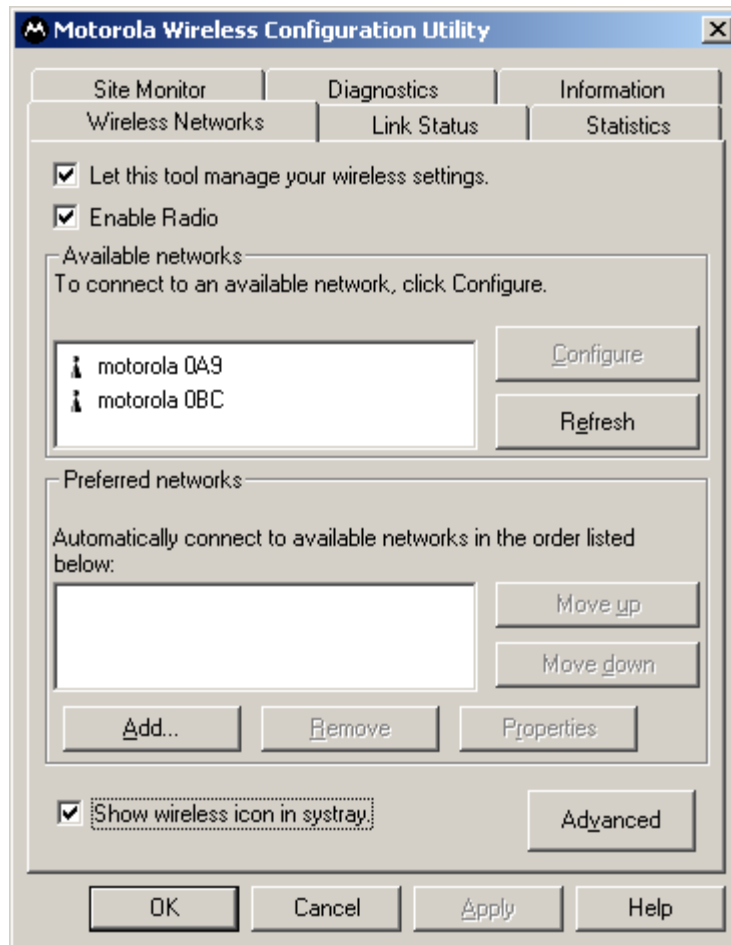 Motorola Wireless Configuration Utility
Site Monitor Diagnostics Information
Wireless Networks Link Status Statistics
Let this tool manage your wireless settings.
Enable Radio
Available networks
To connect to an available network, click Configure.
motorola 0A9
motorola 0BC
Configure
Refresh
Preferred networks
Automatically connect to available networks in the order listed
below:
Move up
Move down
Add... Remove Properties
Show wireless icon in systray.
Advanced
OK Cancel Apply Help